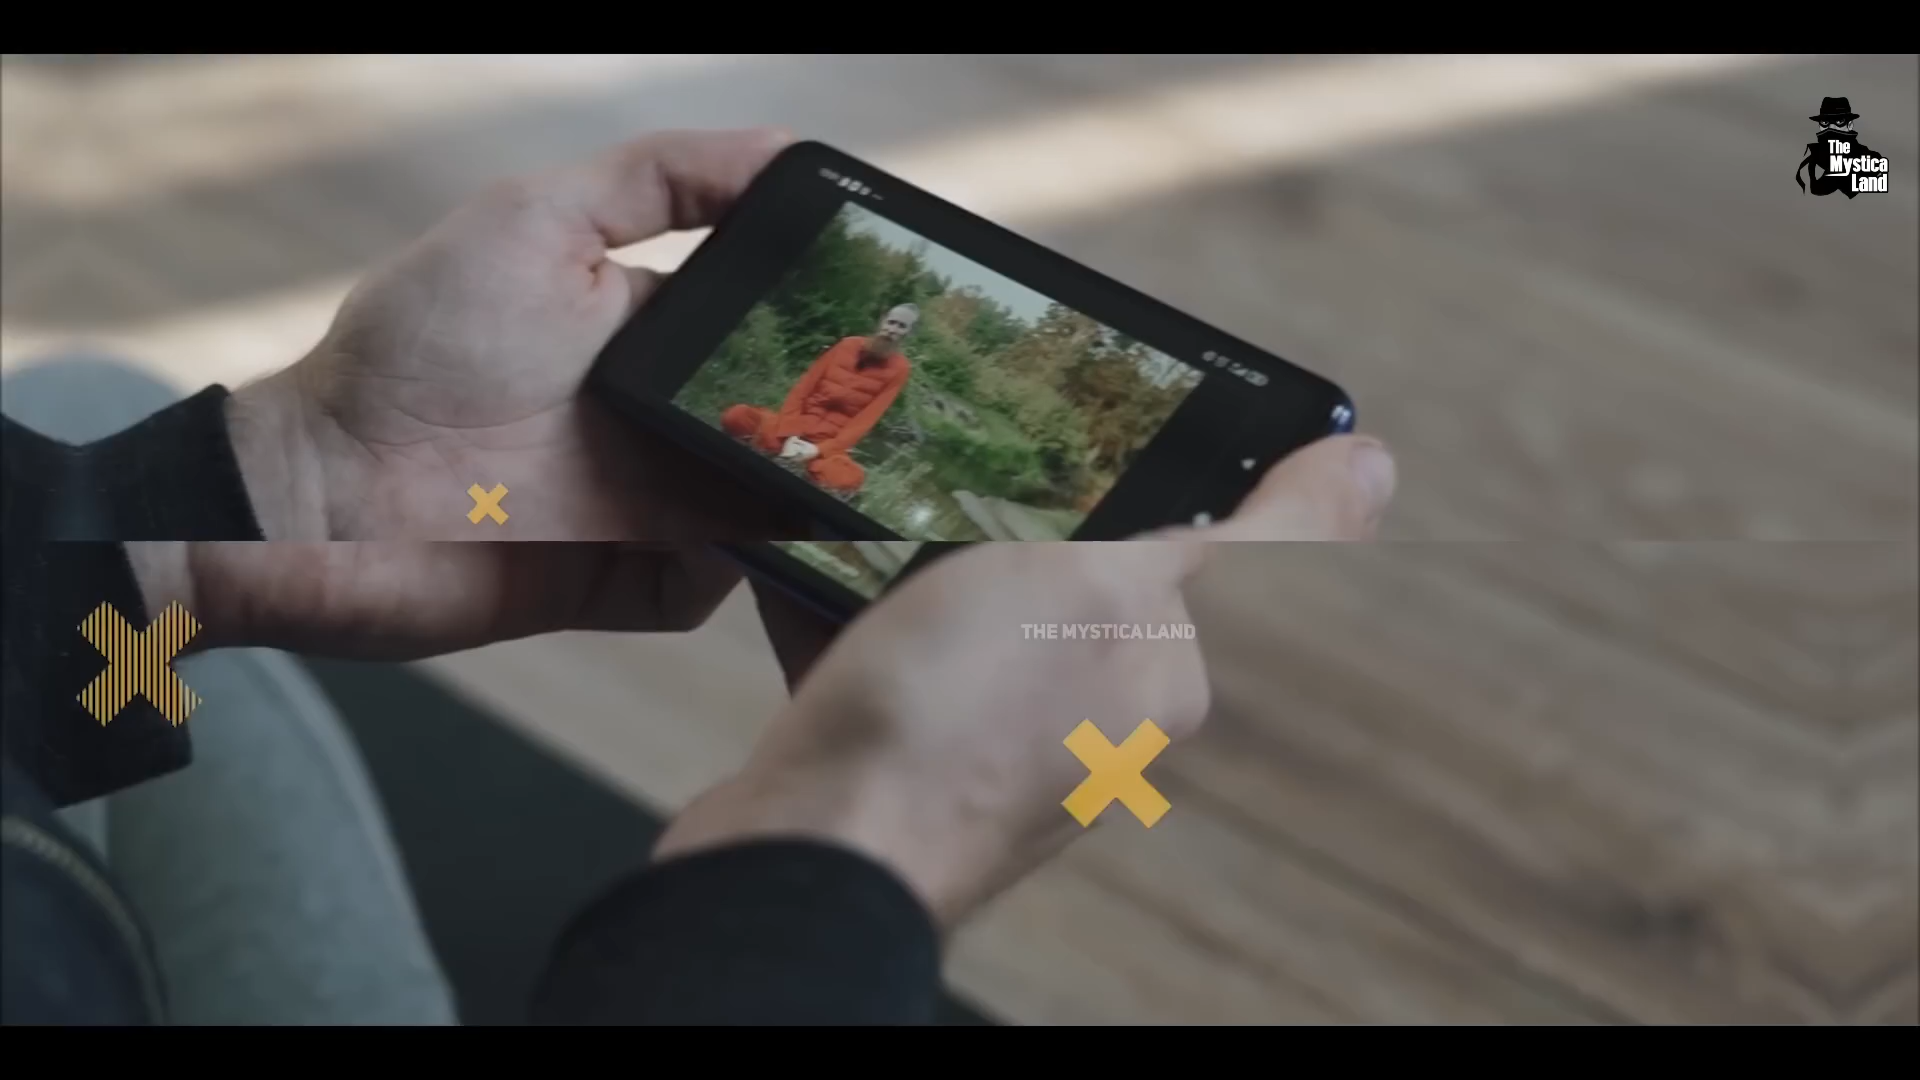 The
Mystica
Land
THE MYSTICA LAND